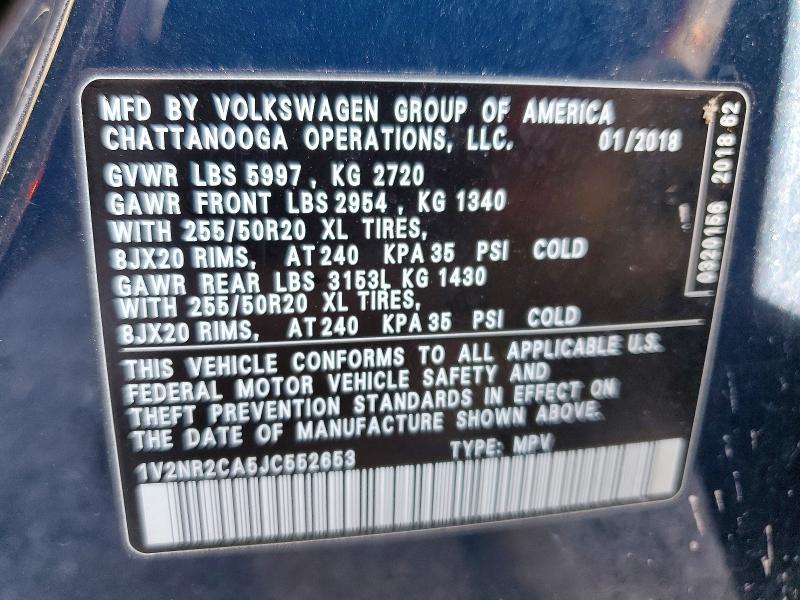 MFD BY VOLKSWAGEN GROUP OF AMERICA
CHATTANOOGA OPERATIONS, LLC. 01/2018
GVWR LBS 5997 , KG 2720
GAWR FRONT LBS 2954 , KG 1340
WITH 255/50R20 XL TIRES,
8JX20 RIMS, AT 240 KPA 35 PSI COLD
GAWR REAR LBS 3153L KG 1430
WITH 255/50R20 XL TIRES,
8JX20 RIMS, AT 240 KPA 35 PSI COLD
THIS VEHICLE CONFORMS TO ALL APPLICABLE U.S.
FEDERAL MOTOR VEHICLE SAFETY AND
THEFT PREVENTION STANDARDS IN EFFECT ON
THE DATE OF MANUFACTURE SHOWN ABOVE.
1V2NR2CA5JC552653 TYPE: MPV
0320156 2018 62